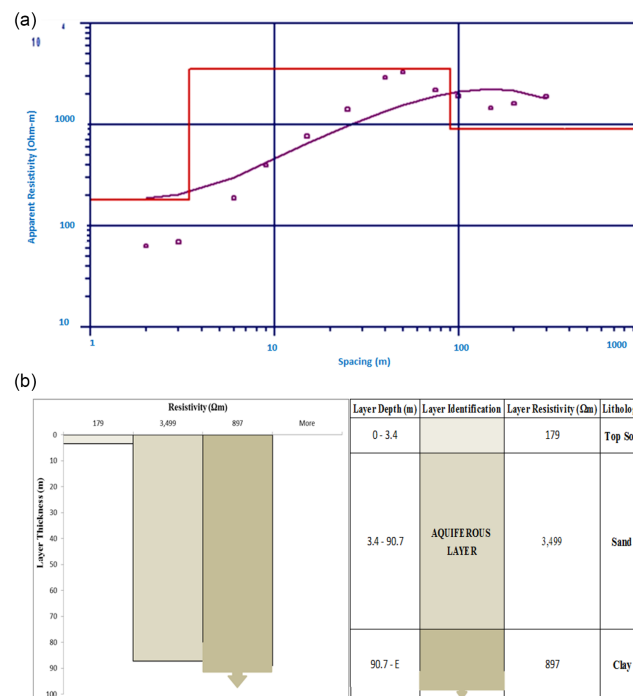 (a)
10 4
1000
100
10
Apparent Resistivity (Ohm-m)
1 10 100 1000
Spacing (m)
(b)
Resistivity (Ωm)
179 3,499 897 More
0
10
20
30
40
50
60
70
80
90
100
Layer Thickness (m)
Layer Depth (m) Layer Identification Layer Resistivity (Ωm) Litholog
0 - 3.4 179 Top So
3.4 - 90.7 AQUIFEROUS LAYER 3,499 Sand
90.7 - E 897 Clay